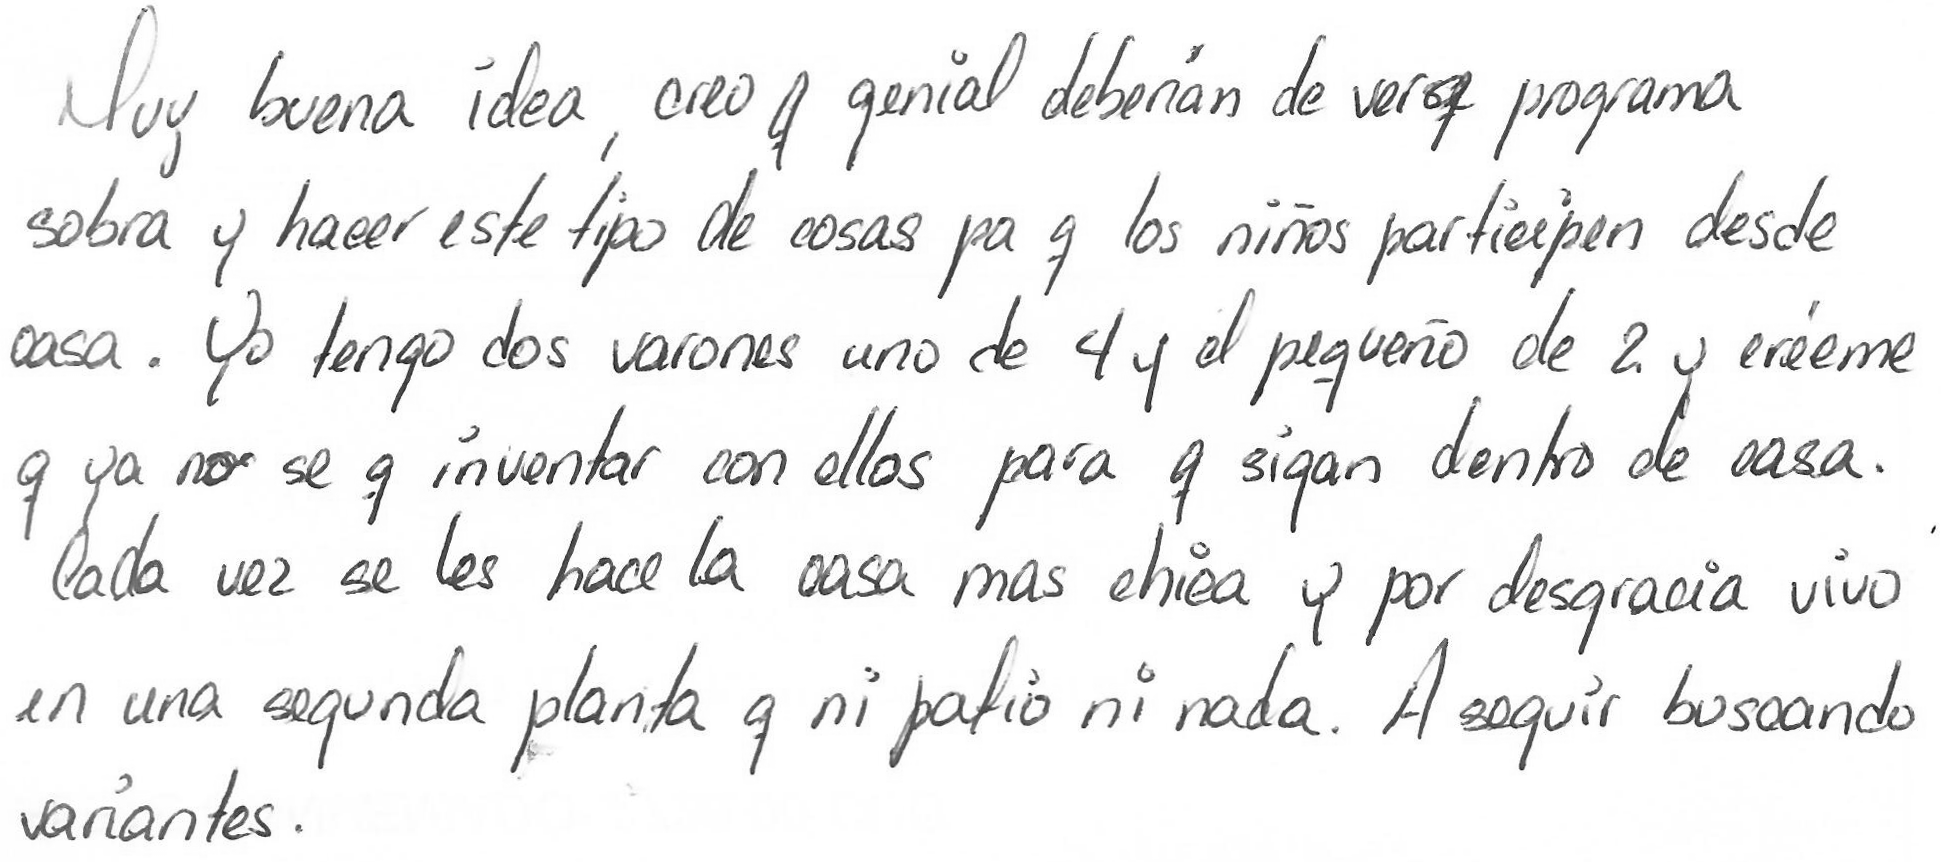 Muy buena idea, creo q genial deberían de ver q programa
sobra y hacer este tipo de cosas pa q los niños participen desde
casa. Yo tengo dos varones uno de 4 y el pequeño de 2 y créeme
q ya no se q inventar con ellos para q sigan dentro de casa.
Cada vez se les hace la casa mas chica y por desgracia vivo
en una segunda planta q ni patio ni nada. A seguir buscando
variantes.